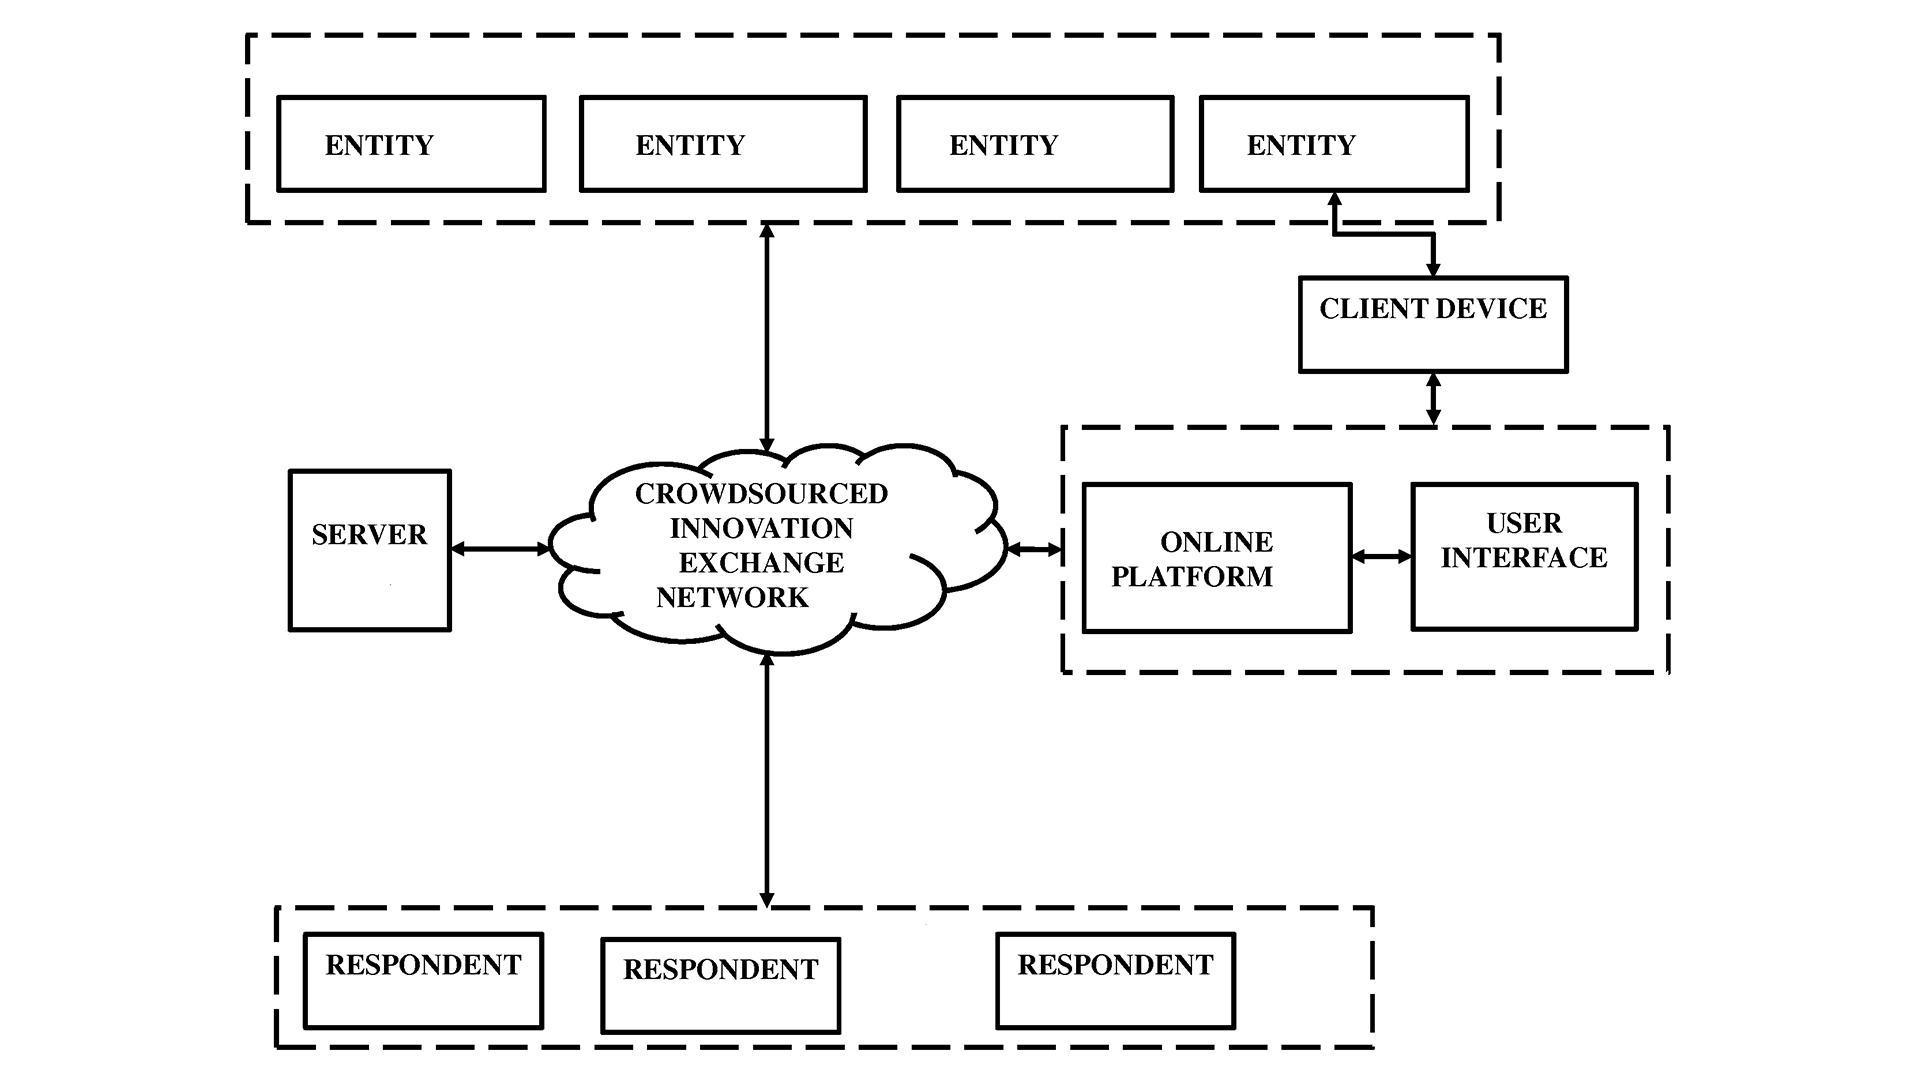 ENTITY
ENTITY
ENTITY
ENTITY
CLIENT DEVICE
SERVER
CROWDSOURCED
INNOVATION
EXCHANGE
NETWORK
ONLINE
PLATFORM
USER
INTERFACE
RESPONDENT
RESPONDENT
RESPONDENT